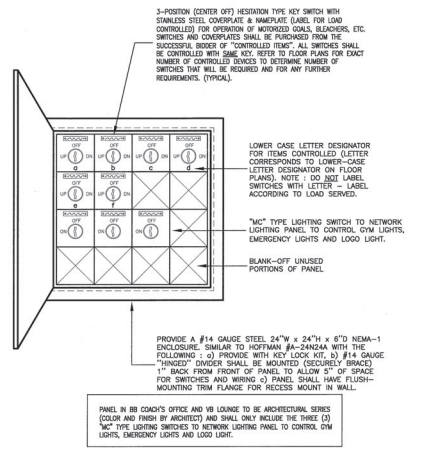 3-POSITION (CENTER OFF) HESITATION TYPE KEY SWITCH WITH
STAINLESS STEEL COVERPLATE & NAMEPLATE (LABEL FOR LOAD
CONTROLLED) FOR OPERATION OF MOTORIZED GOALS, BLEACHERS, ETC.
SWITCHES AND COVERPLATES SHALL BE PURCHASED FROM THE
SUCCESSFUL BIDDER OF "CONTROLLED ITEMS". ALL SWITCHES SHALL
BE CONTROLLED WITH SAME KEY. REFER TO FLOOR PLANS FOR EXACT
NUMBER OF CONTROLLED DEVICES TO DETERMINE NUMBER OF
SWITCHES THAT WILL BE REQUIRED AND FOR ANY FURTHER
REQUIREMENTS. (TYPICAL).
OFF OFF OFF OFF
UP DN UP DN UP DN UP DN
a b c d
OFF OFF
UP DN UP DN
e f
OFF OFF OFF
ON ON ON
LOWER CASE LETTER DESIGNATOR
FOR ITEMS CONTROLLED (LETTER
CORRESPONDS TO LOWER-CASE
LETTER DESIGNATOR ON FLOOR
PLANS). NOTE : DO NOT LABEL
SWITCHES WITH LETTER - LABEL
ACCORDING TO LOAD SERVED.
"MC" TYPE LIGHTING SWITCH TO NETWORK
LIGHTING PANEL TO CONTROL GYM LIGHTS,
EMERGENCY LIGHTS AND LOGO LIGHT.
BLANK-OFF UNUSED
PORTIONS OF PANEL
PROVIDE A #14 GAUGE STEEL 24"W x 24"H x 6"D NEMA-1
ENCLOSURE. SIMILAR TO HOFFMAN #A-24N24A WITH THE
FOLLOWING : a) PROVIDE WITH KEY LOCK KIT, b) #14 GAUGE
"HINGED" DIVIDER SHALL BE MOUNTED (SECURELY BRACE)
1" BACK FROM FRONT OF PANEL TO ALLOW 5" OF SPACE
FOR SWITCHES AND WIRING c) PANEL SHALL HAVE FLUSH-
MOUNTING TRIM FLANGE FOR RECESS MOUNT IN WALL.
PANEL IN BB COACH'S OFFICE AND VB LOUNGE TO BE ARCHITECTURAL SERIES
(COLOR AND FINISH BY ARCHITECT) AND SHALL ONLY INCLUDE THE THREE (3)
"MC" TYPE LIGHTING SWITCHES TO NETWORK LIGHTING PANEL TO CONTROL GYM
LIGHTS, EMERGENCY LIGHTS AND LOGO LIGHT.